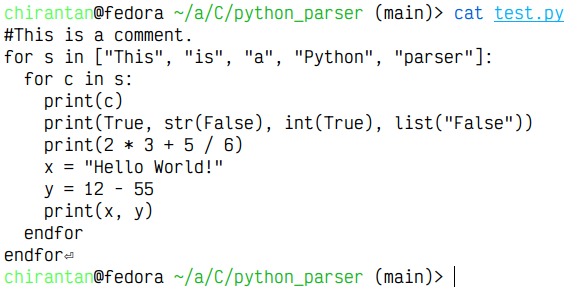 chirantan@fedora ~/a/C/python_parser (main)> cat test.py
#This is a comment.
for s in ["This", "is", "a", "Python", "parser"]:
  for c in s:
    print(c)
    print(True, str(False), int(True), list("False"))
    print(2 * 3 + 5 / 6)
    x = "Hello World!"
    y = 12 - 55
    print(x, y)
  endfor
endfor⏎
chirantan@fedora ~/a/C/python_parser (main)>